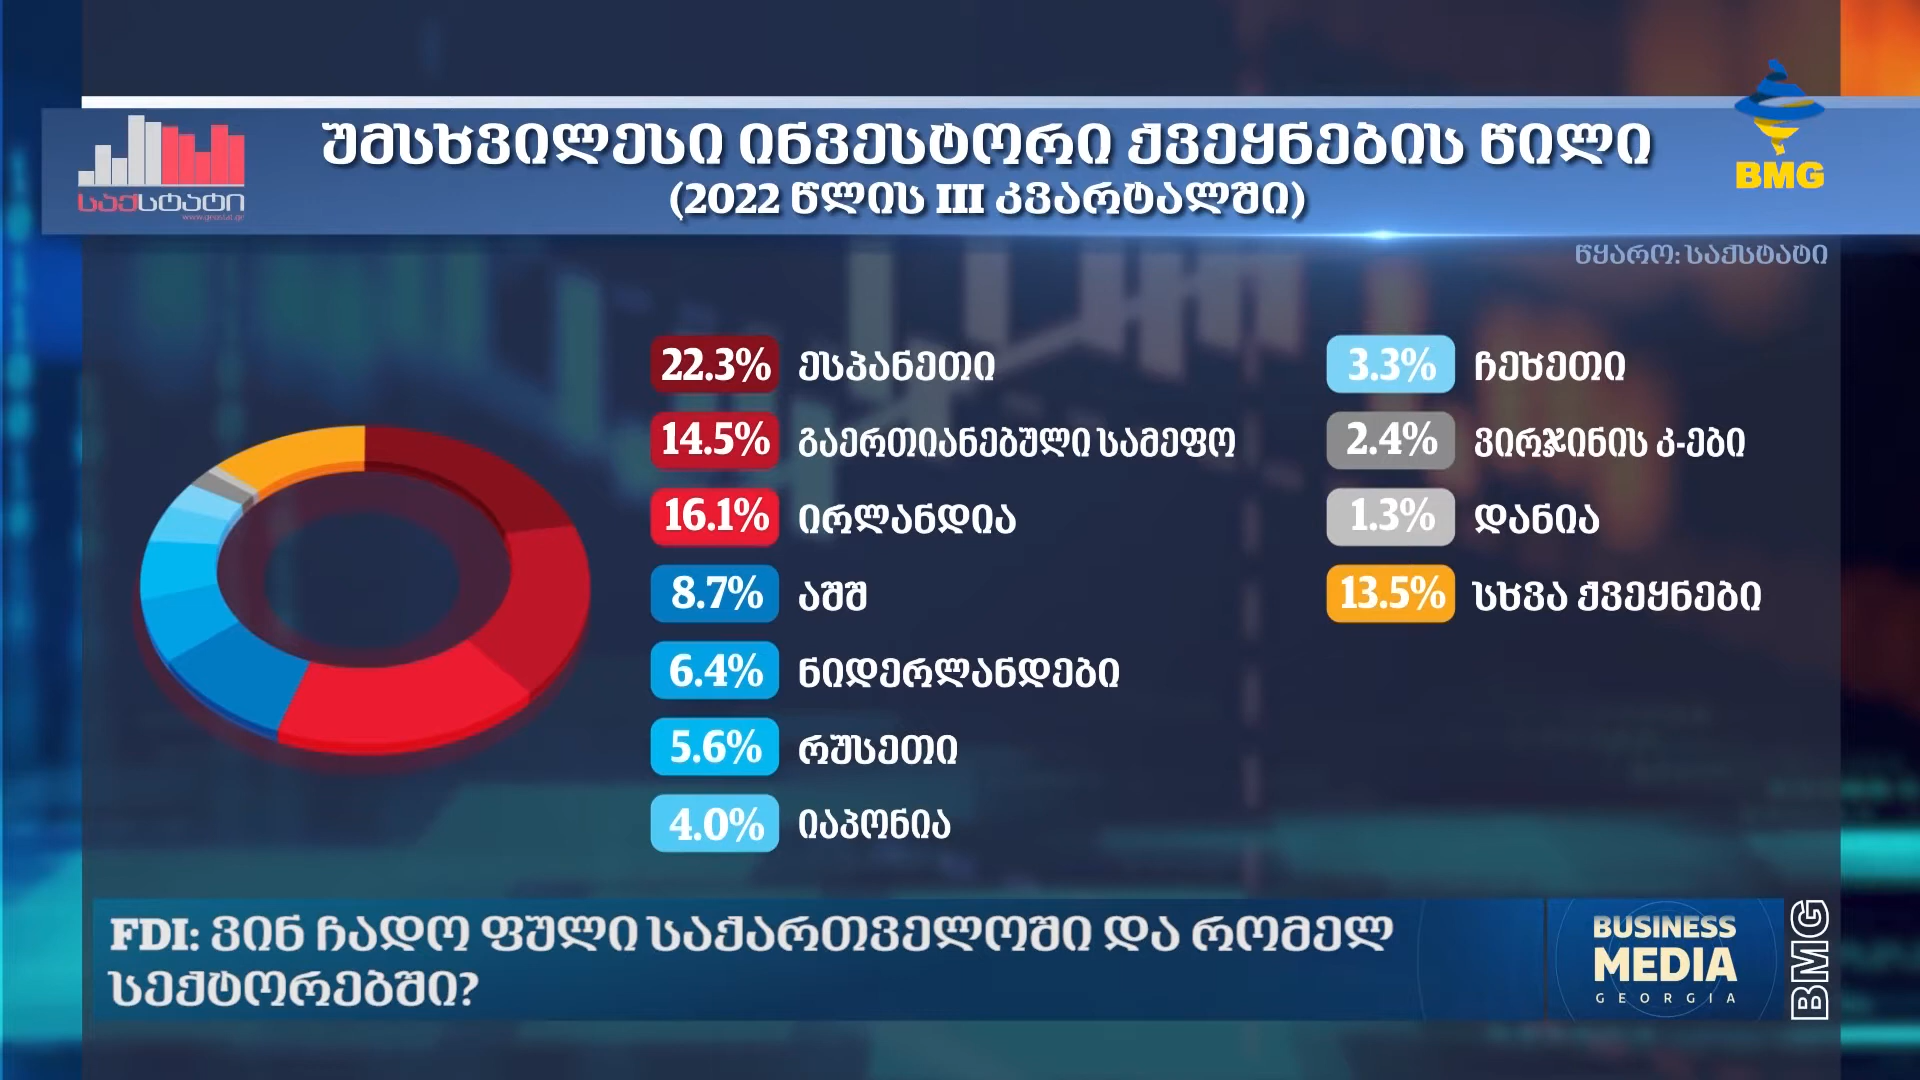 საქსტატი
www.geostat.ge
უმსხვილესი ინვესტორი ქვეყნების წილი
(2022 წლის III კვარტალში)
BMG
წყარო: საქსტატი
22.3% ესპანეთი
14.5% გაერთიანებული სამეფო
16.1% ირლანდია
8.7% აშშ
6.4% ნიდერლანდები
5.6% რუსეთი
4.0% იაპონია
3.3% ჩეხეთი
2.4% ვირჯინის კ-ები
1.3% დანია
13.5% სხვა ქვეყნები
FDI: ვინ ჩადო ფული საქართველოში და რომელ
სექტორებში?
BUSINESS
MEDIA
GEORGIA
BMG